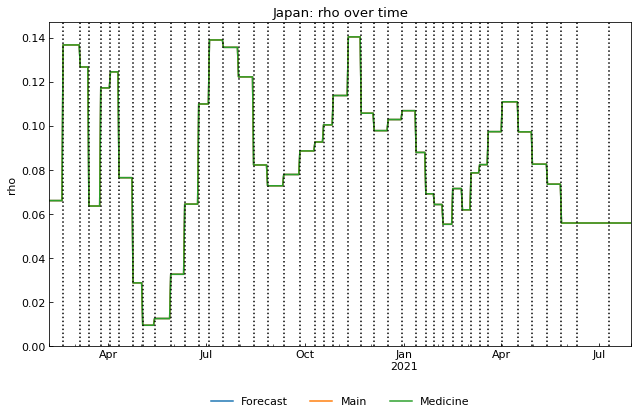 Japan: rho over time
0.14
0.12
0.10
0.08
0.06
0.04
0.02
0.00
rho
Apr Jul Oct Jan Apr Jul
2021
Forecast Main Medicine